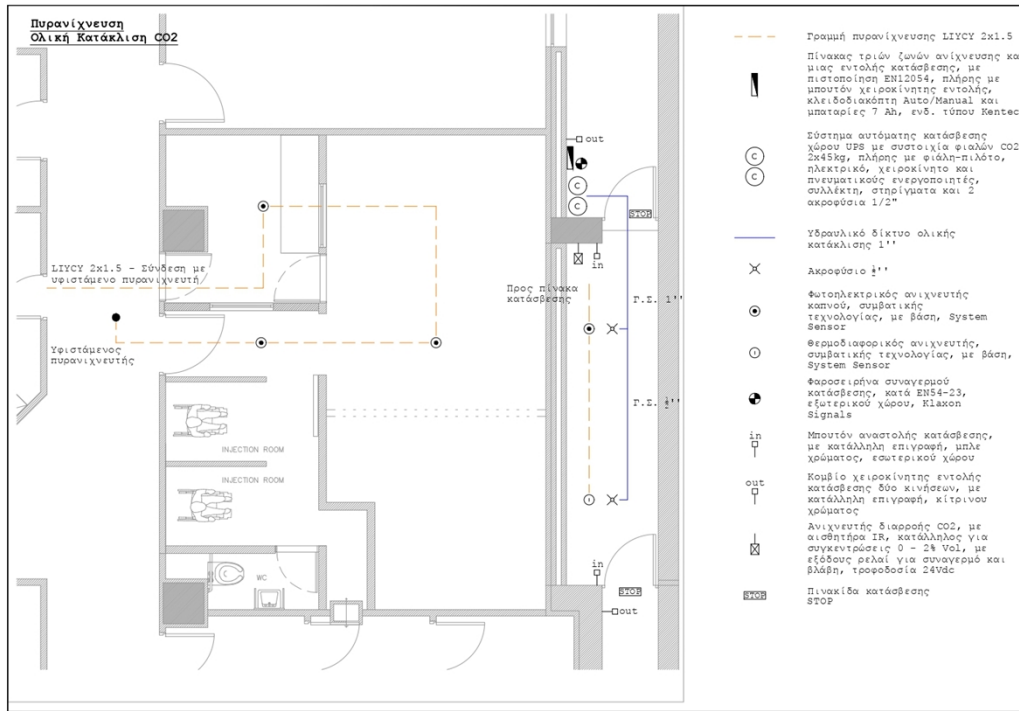 Πυρανίχνευση
Ολική Κατάκλιση CO2
out
C
C
STOP
in
LIYCY 2x1.5 - Σύνδεση με
υφιστάμενο πυρανιχνευτή
Προς πίνακα
κατάσβεσης
Γ.Σ. 1''
Υφιστάμενος
πυρανιχνευτής
Γ.Σ. ½''
INJECTION ROOM
INJECTION ROOM
WC
in
STOP
out
Γραμμή πυρανίχνευσης LIYCY 2x1.5
Πίνακας τριών ζωνών ανίχνευσης κα
μιας εντολής κατάσβεσης, με
πιστοποίηση EN12054, πλήρης με
μπουτόν χειροκίνητης εντολής,
κλειδοδιακόπτη Auto/Manual και
μπαταρίες 7 Ah, ενδ. τύπου Kentec
C
C
Σύστημα αυτόματης κατάσβεσης
χώρου UPS με συστοιχία φιαλών CO2
2x45kg, πλήρης με φιάλη-πιλότο,
ηλεκτρικό, χειροκίνητο και
πνευματικούς ενεργοποιητές,
συλλέκτη, στηρίγματα και 2
ακροφύσια 1/2"
Υδραυλικό δίκτυο ολικής
κατάκλισης 1''
Ακροφύσιο ½''
Φωτοηλεκτρικός ανιχνευτής
καπνού, συμβατικής
τεχνολογίας, με βάση, System
Sensor
Θερμοδιαφορικός ανιχνευτής,
συμβατικής τεχνολογίας, με βάση,
System Sensor
Φαροσειρήνα συναγερμού
κατάσβεσης, κατά EN54-23,
εξωτερικού χώρου, Klaxon
Signals
in
Μπουτόν αναστολής κατάσβεσης,
με κατάλληλη επιγραφή, μπλε
χρώματος, εσωτερικού χώρου
out
Κομβίο χειροκίνητης εντολής
κατάσβεσης δύο κινήσεων, με
κατάλληλη επιγραφή, κίτρινου
χρώματος
Ανιχνευτής διαρροής CO2, με
αισθητήρα IR, κατάλληλος για
συγκεντρώσεις 0 - 2% Vol, με
εξόδους ρελαί για συναγερμό και
βλάβη, τροφοδοσία 24Vdc
STOP
Πινακίδα κατάσβεσης
STOP